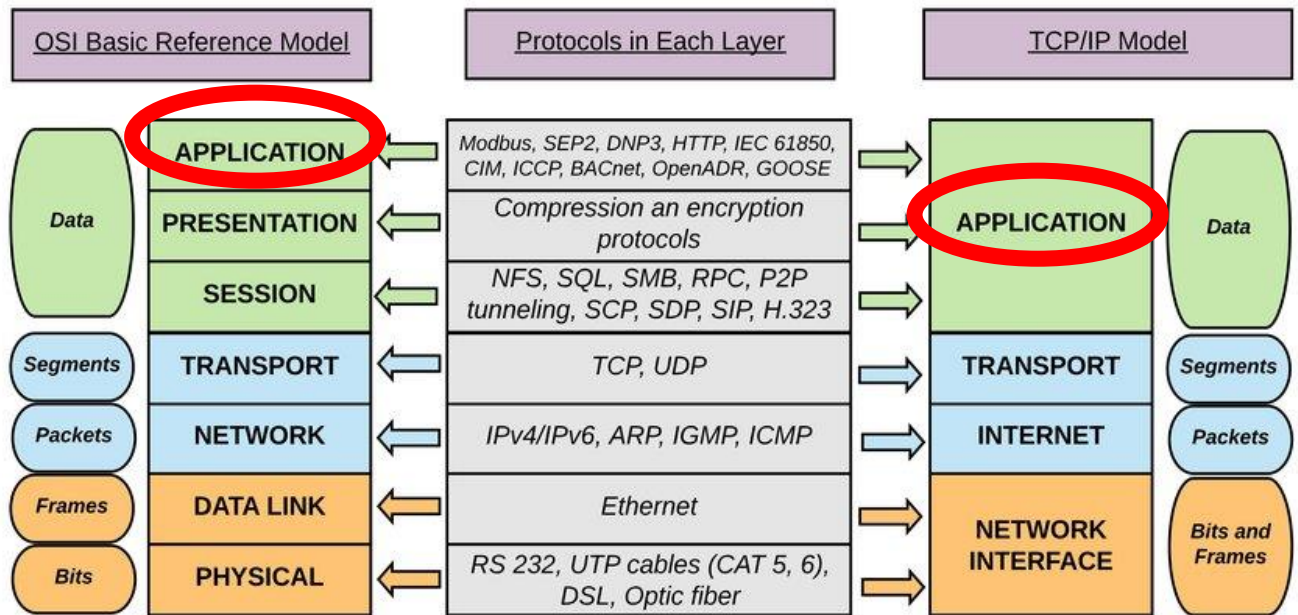 OSI Basic Reference Model
Protocols in Each Layer
TCP/IP Model
Data
APPLICATION
Modbus, SEP2, DNP3, HTTP, IEC 61850,
CIM, ICCP, BACnet, OpenADR, GOOSE
PRESENTATION
Compression an encryption
protocols
SESSION
NFS, SQL, SMB, RPC, P2P
tunneling, SCP, SDP, SIP, H.323
APPLICATION
Data
Segments
TRANSPORT
TCP, UDP
TRANSPORT
Segments
Packets
NETWORK
IPv4/IPv6, ARP, IGMP, ICMP
INTERNET
Packets
Frames
DATA LINK
Ethernet
Bits
PHYSICAL
RS 232, UTP cables (CAT 5, 6),
DSL, Optic fiber
NETWORK
INTERFACE
Bits and
Frames